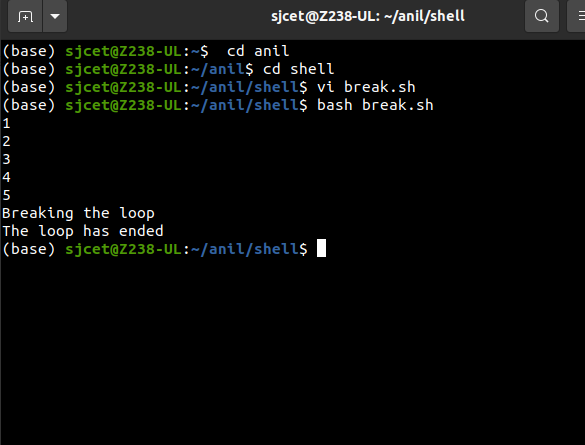 sjcet@Z238-UL: ~/anil/shell
(base) sjcet@Z238-UL:~$  cd anil
(base) sjcet@Z238-UL:~/anil$ cd shell
(base) sjcet@Z238-UL:~/anil/shell$ vi break.sh
(base) sjcet@Z238-UL:~/anil/shell$ bash break.sh
1
2
3
4
5
Breaking the loop
The loop has ended
(base) sjcet@Z238-UL:~/anil/shell$